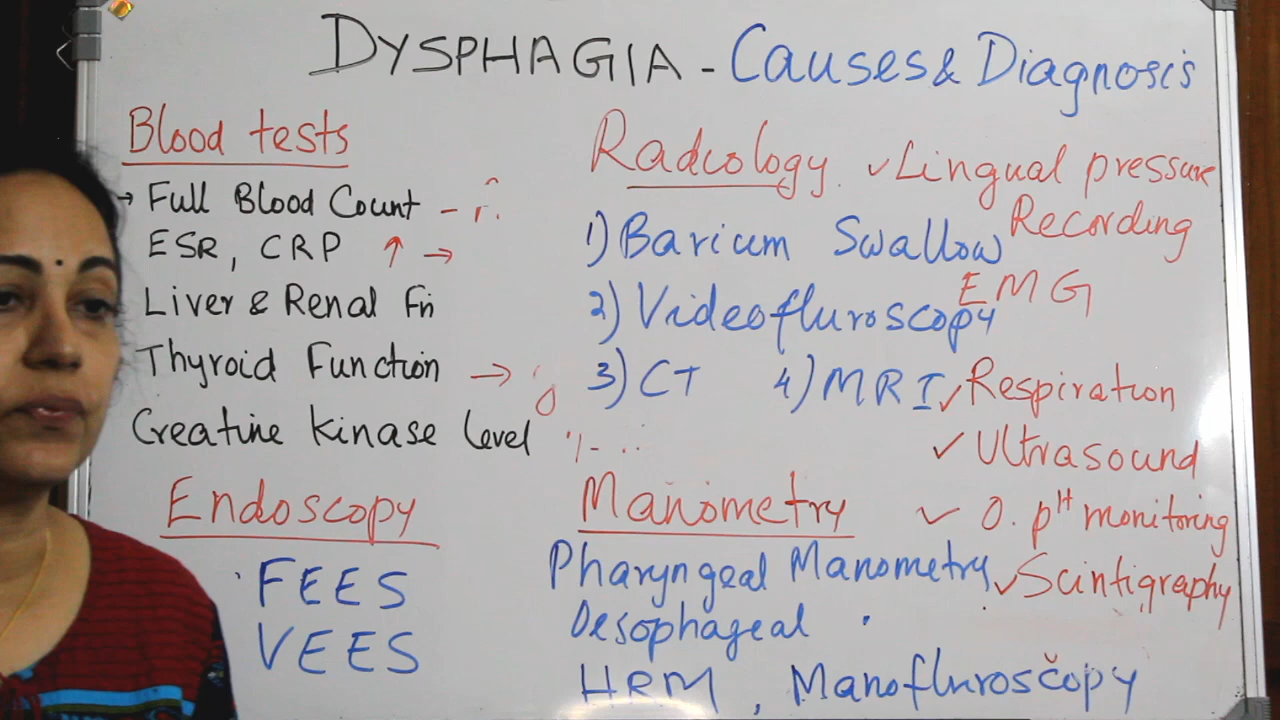 DYSPHAGIA - Causes & Diagnosis
Blood tests
→ Full Blood Count -
ESR, CRP ↑ →
Liver & Renal Fn
Thyroid Function →
Creatine Kinase Level
Endoscopy
FEES
VEES
Radiology
1) Barium Swallow
2) Videofluroscopy
3) CT 4) MRI
Manometry
Pharyngeal Manometry
Oesophageal
HRM, Manofluroscopy
✓ Lingual pressure
Recording
EMG
✓ Respiration
✓ Ultrasound
✓ O. pH monitoring
✓ Scintigraphy